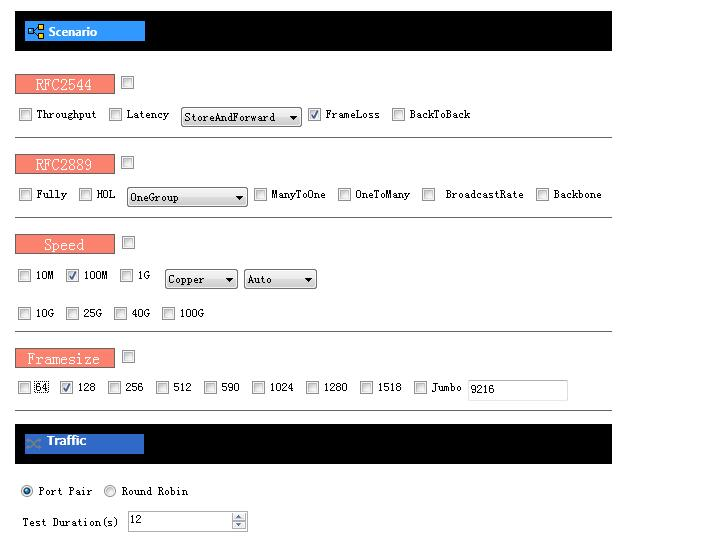 Scenario
RFC2544
Throughput Latency StoreAndForward FrameLoss BackToBack
RFC2889
Fully HOL OneGroup ManyToOne OneToMany BroadcastRate Backbone
Speed
10M 100M 1G Copper Auto
10G 25G 40G 100G
Framesize
64 128 256 512 590 1024 1280 1518 Jumbo 9216
Traffic
Port Pair Round Robin
Test Duration(s) 12